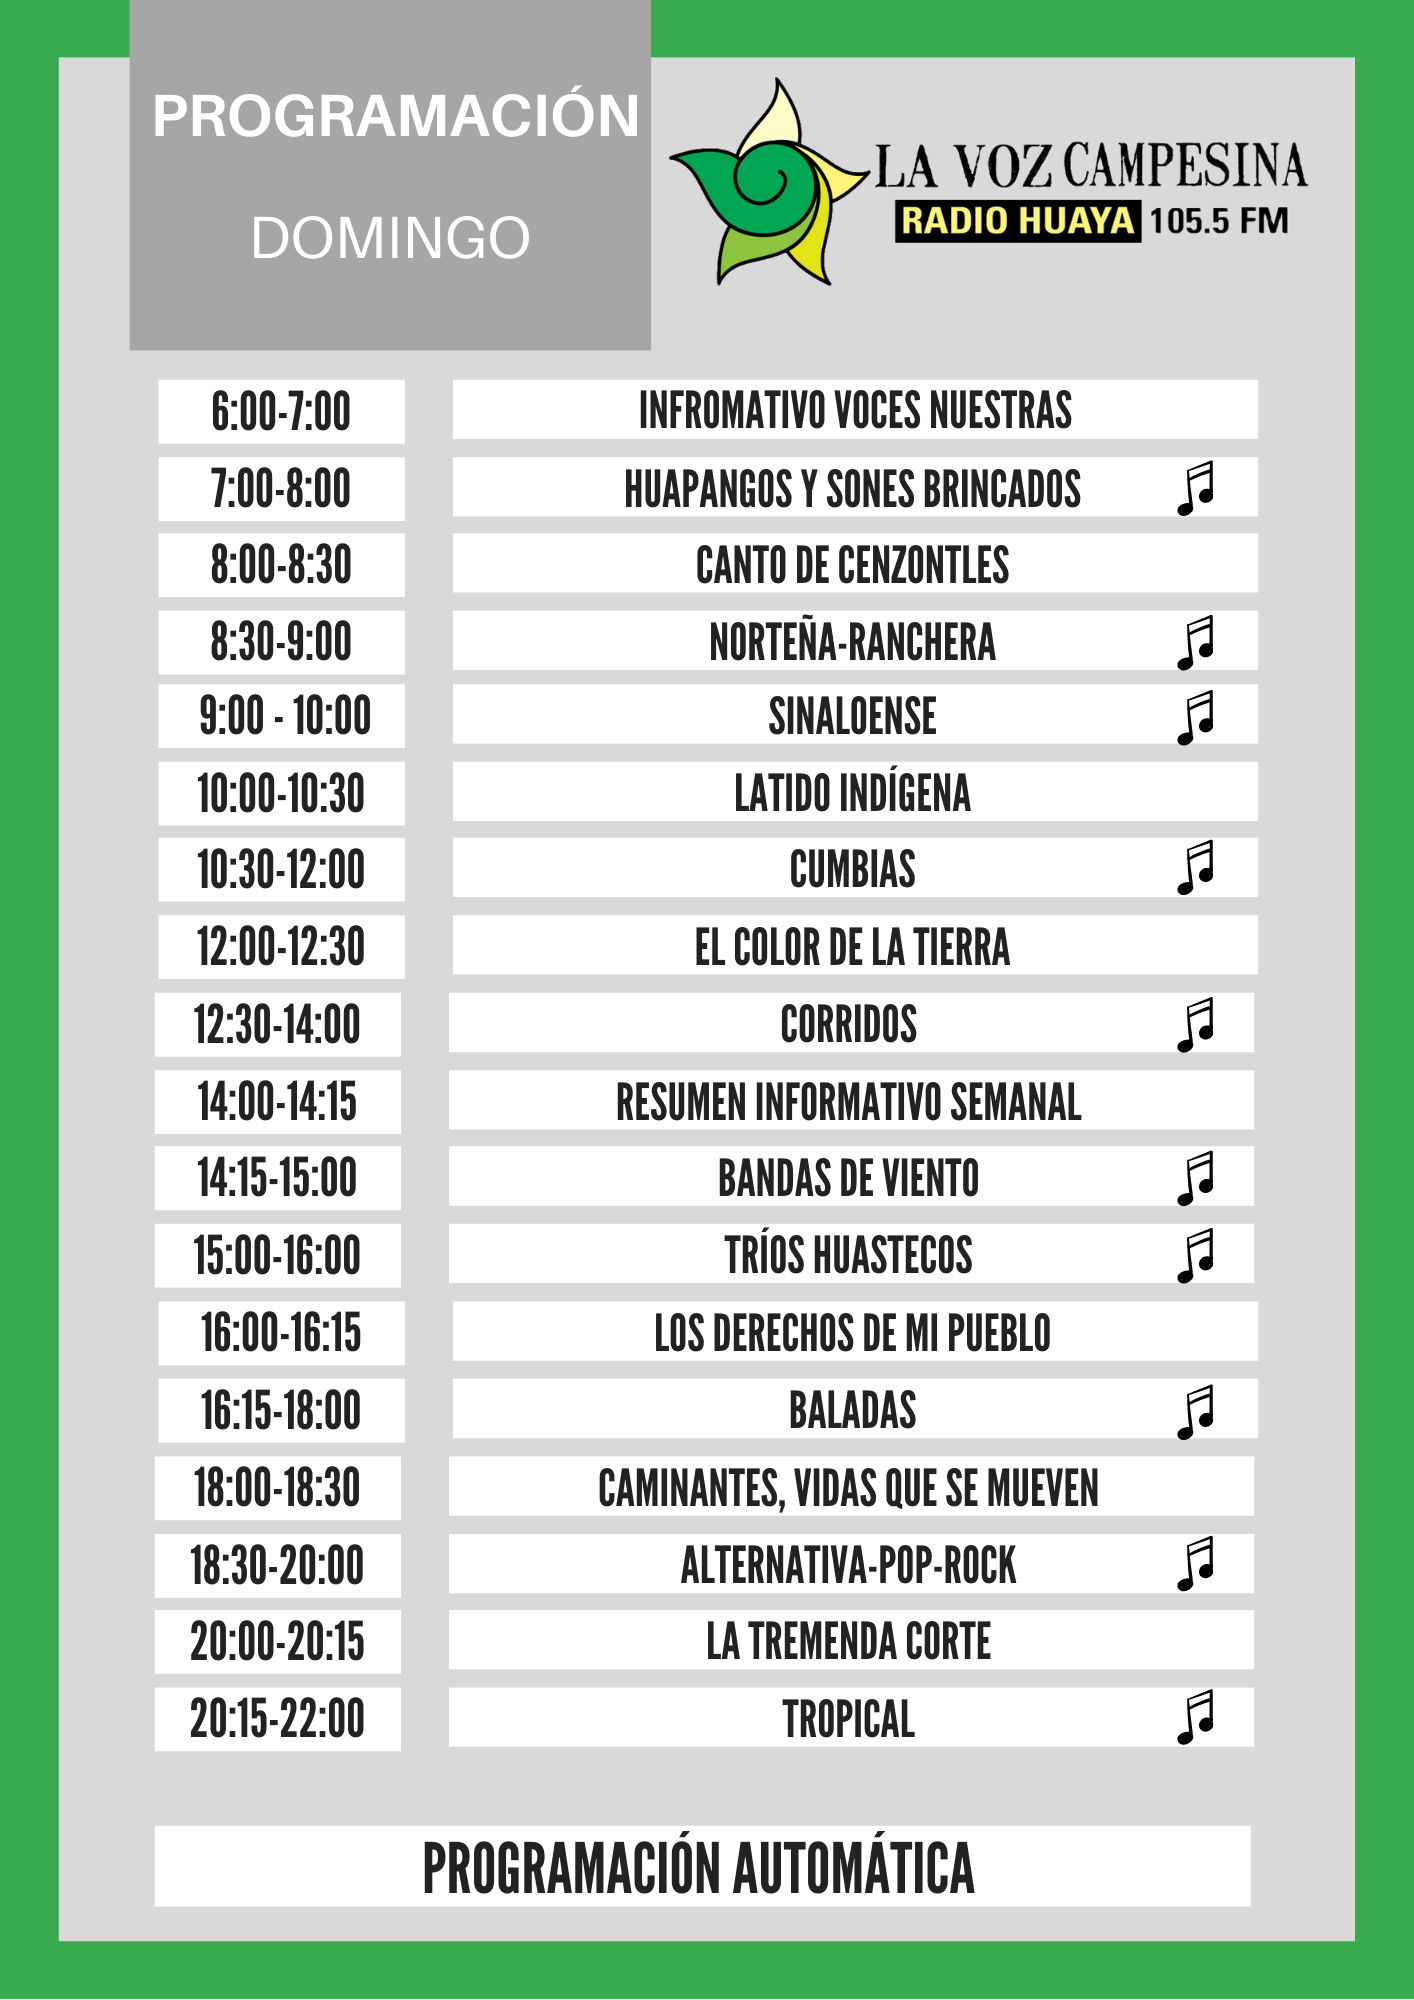 PROGRAMACIÓN
DOMINGO
LA VOZ CAMPESINA
RADIO HUAYA 105.5 FM
6:00-7:00 INFROMATIVO VOCES NUESTRAS
7:00-8:00 HUAPANGOS Y SONES BRINCADOS
8:00-8:30 CANTO DE CENZONTLES
8:30-9:00 NORTEÑA-RANCHERA
9:00 - 10:00 SINALOENSE
10:00-10:30 LATIDO INDÍGENA
10:30-12:00 CUMBIAS
12:00-12:30 EL COLOR DE LA TIERRA
12:30-14:00 CORRIDOS
14:00-14:15 RESUMEN INFORMATIVO SEMANAL
14:15-15:00 BANDAS DE VIENTO
15:00-16:00 TRÍOS HUASTECOS
16:00-16:15 LOS DERECHOS DE MI PUEBLO
16:15-18:00 BALADAS
18:00-18:30 CAMINANTES, VIDAS QUE SE MUEVEN
18:30-20:00 ALTERNATIVA-POP-ROCK
20:00-20:15 LA TREMENDA CORTE
20:15-22:00 TROPICAL
PROGRAMACIÓN AUTOMÁTICA